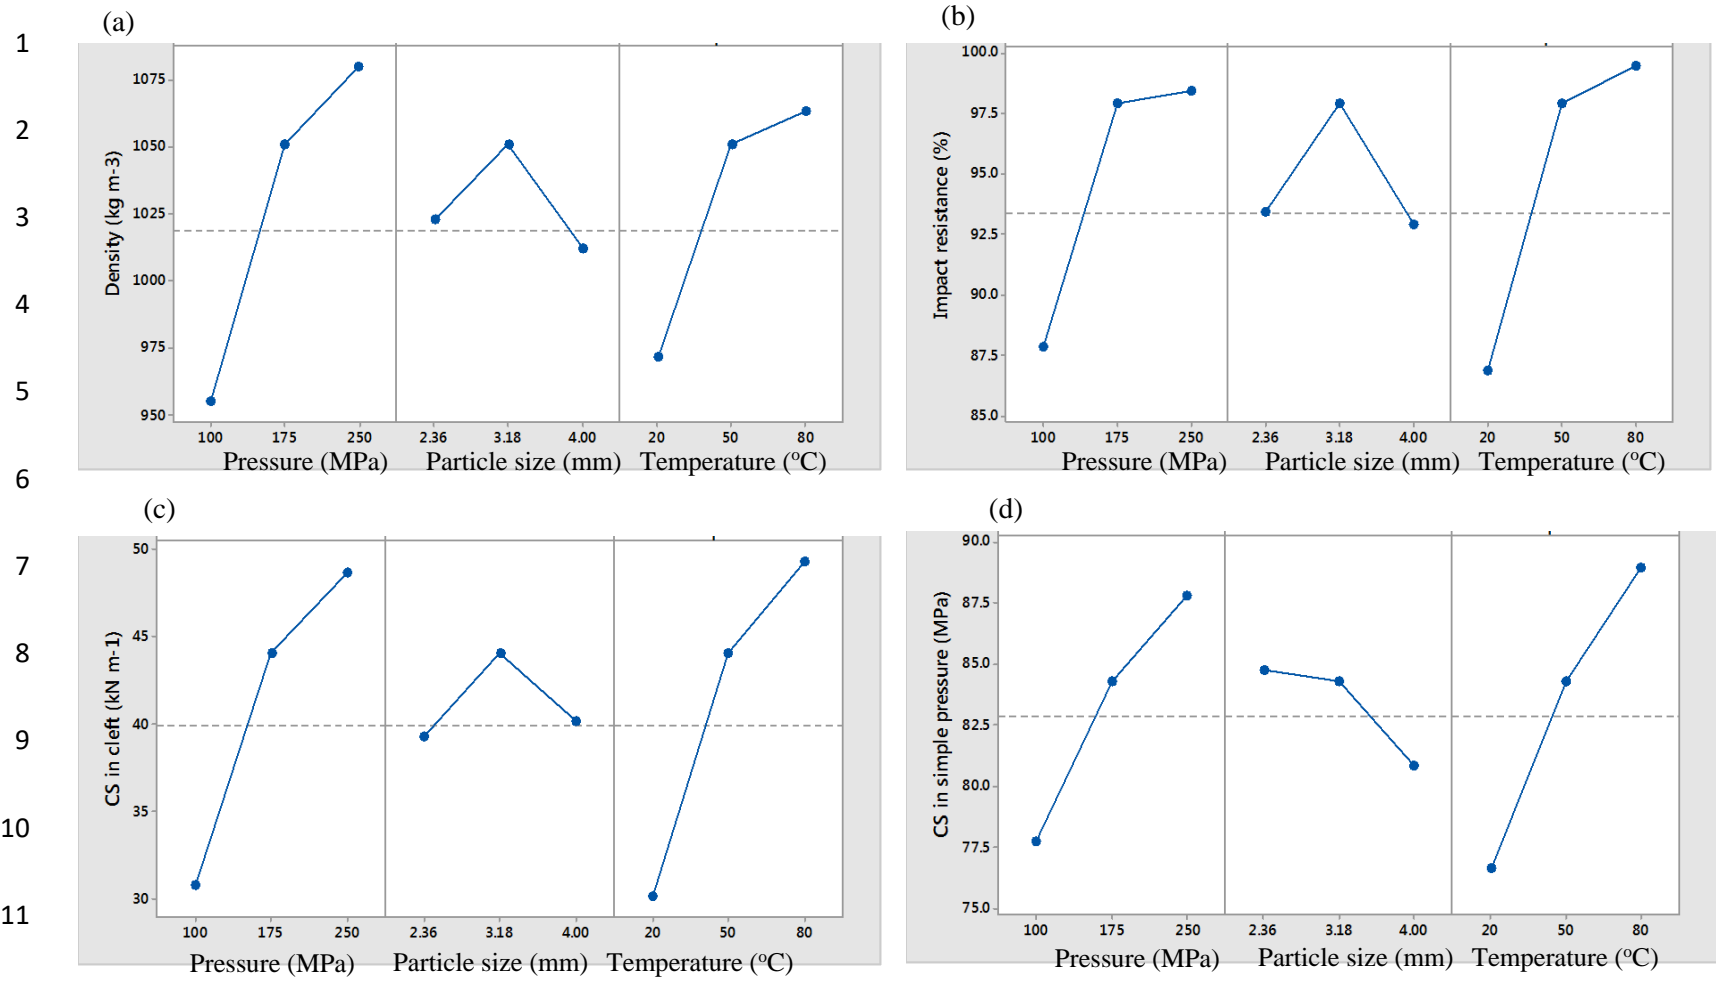 (a)
(b)
1
2
3
4
5
6
7
8
9
10
11
Density (kg m-3)
1075
1050
1025
1000
975
950
100 175 250 2.36 3.18 4.00 20 50 80
Pressure (MPa) Particle size (mm) Temperature (ºC)
Impact resistance (%)
100.0
97.5
95.0
92.5
90.0
87.5
85.0
100 175 250 2.36 3.18 4.00 20 50 80
Pressure (MPa) Particle size (mm) Temperature (ºC)
(c)
(d)
CS in cleft (kN m-1)
50
45
40
35
30
100 175 250 2.36 3.18 4.00 20 50 80
Pressure (MPa) Particle size (mm) Temperature (ºC)
CS in simple pressure (MPa)
90.0
87.5
85.0
82.5
80.0
77.5
75.0
100 175 250 2.36 3.18 4.00 20 50 80
Pressure (MPa) Particle size (mm) Temperature (ºC)